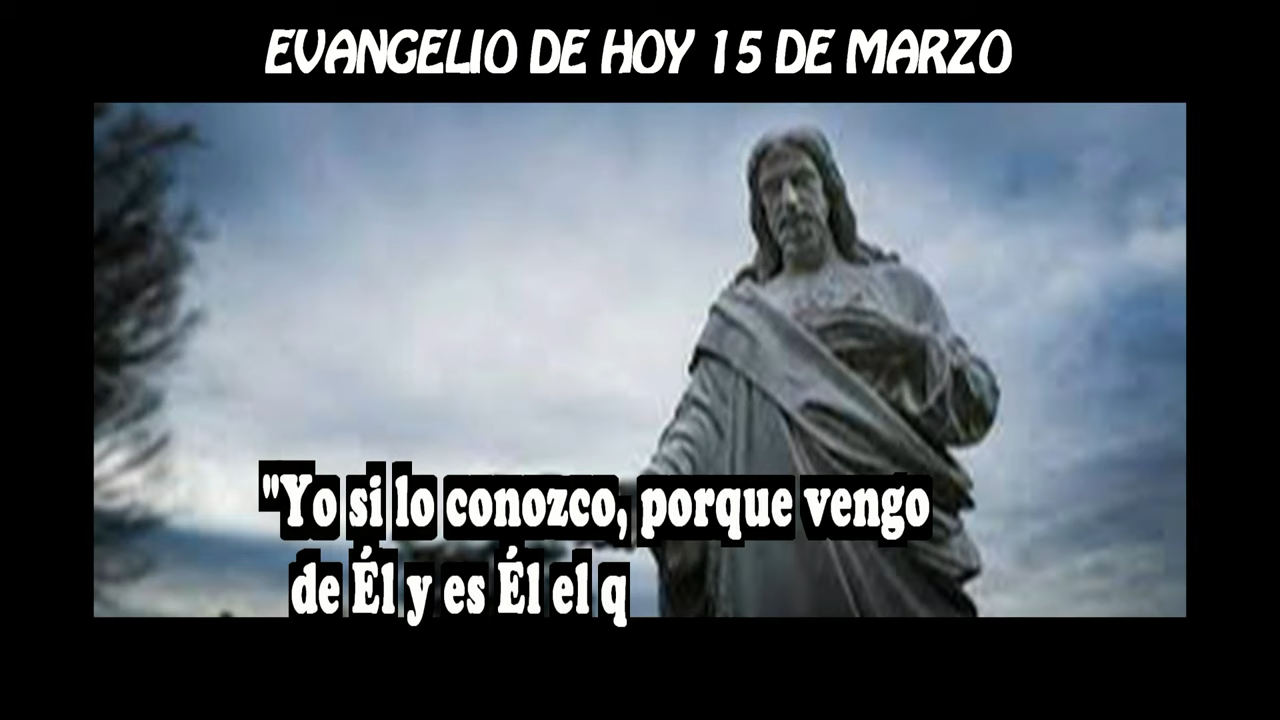 EVANGELIO DE HOY 15 DE MARZO
"Yo si lo conozco, porque vengo
de Él y es Él el q